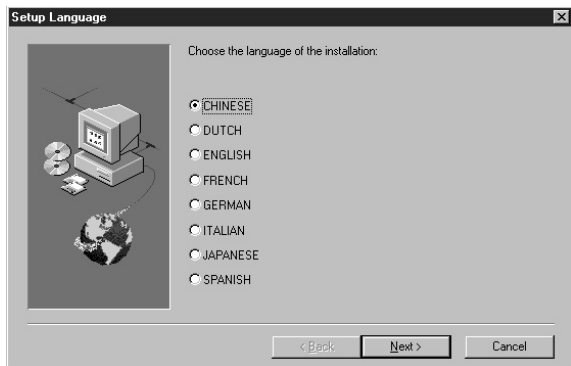 Setup Language
Choose the language of the installation:
CHINESE
DUTCH
ENGLISH
FRENCH
GERMAN
ITALIAN
JAPANESE
SPANISH
< Back Next > Cancel